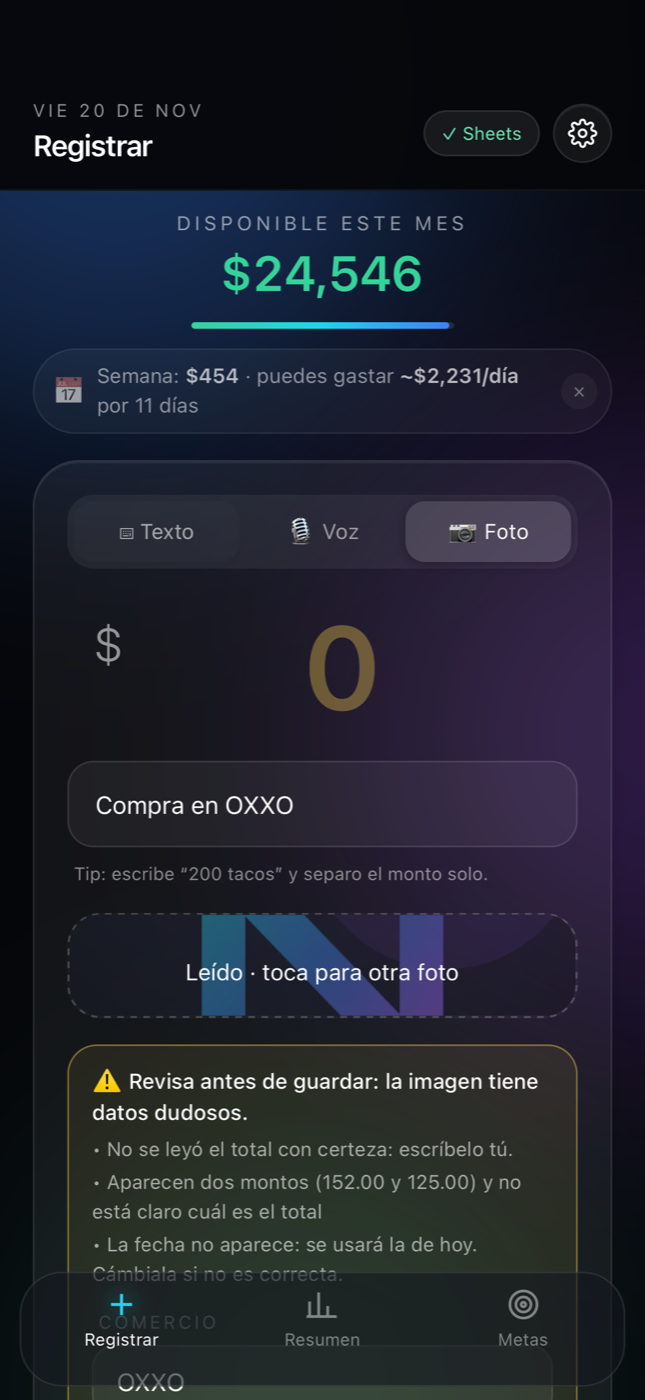 VIE 20 DE NOV
Registrar
✓ Sheets
DISPONIBLE ESTE MES
$24,546
17
Semana: $454 · puedes gastar ~$2,231/día
por 11 días
×
Texto
Voz
Foto
$
0
Compra en OXXO
Tip: escribe “200 tacos” y separo el monto solo.
Leído · toca para otra foto
⚠️ Revisa antes de guardar: la imagen tiene
datos dudosos.
• No se leyó el total con certeza: escríbelo tú.
• Aparecen dos montos (152.00 y 125.00) y no
está claro cuál es el total
• La fecha no aparece: se usará la de hoy.
Cámbiala si no es correcta.
COMERCIO
Registrar
Resumen
Metas
OXXO